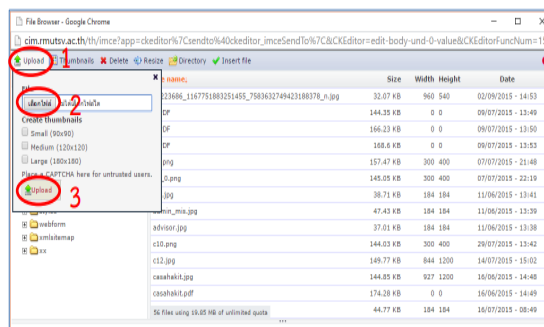 File Browser - Google Chrome
cim.rmutsv.ac.th/th/imce?app=ckeditor%7Csendto%40ckeditor_imceSendTo%7C&CKEditor=edit-body-und-0-value&CKEditorFuncNum=1
Upload 1 Thumbnails Delete Resize Directory Insert file
name Size Width Height Date
223686_1167751883251455_7583632749423188378_n.jpg 32.07 KB 960 540 02/09/2015 - 14:53
เลือกไฟล์ 2
DF 144.35 KB 0 0 09/07/2015 - 13:49
Create thumbnails
DF 166.23 KB 0 0 09/07/2015 - 13:50
Small (90x90)
DF 168.6 KB 0 0 09/07/2015 - 13:53
Medium (120x120)
png 157.47 KB 300 400 07/07/2015 - 21:48
Large (180x180)
_0.png 145.05 KB 300 400 07/07/2015 - 22:19
Place a CAPTCHA here for untrusted users.
.jpg 38.71 KB 184 184 11/06/2015 - 13:41
Upload 3
min_mis.jpg 47.43 KB 184 184 11/06/2015 - 13:39
webform
advisor.jpg 37.01 KB 184 184 11/06/2015 - 13:38
xmlsitemap
c10.png 144.03 KB 300 400 29/07/2015 - 13:42
xx
c12.jpg 149.77 KB 844 1200 14/07/2015 - 15:02
casahakit.jpg 144.85 KB 927 1200 16/06/2015 - 14:48
casahakit.pdf 174.28 KB 0 0 16/06/2015 - 14:49
56 files using 19.85 MB of unlimited quota 44.77 KB 184 184 16/07/2015 - 08:49